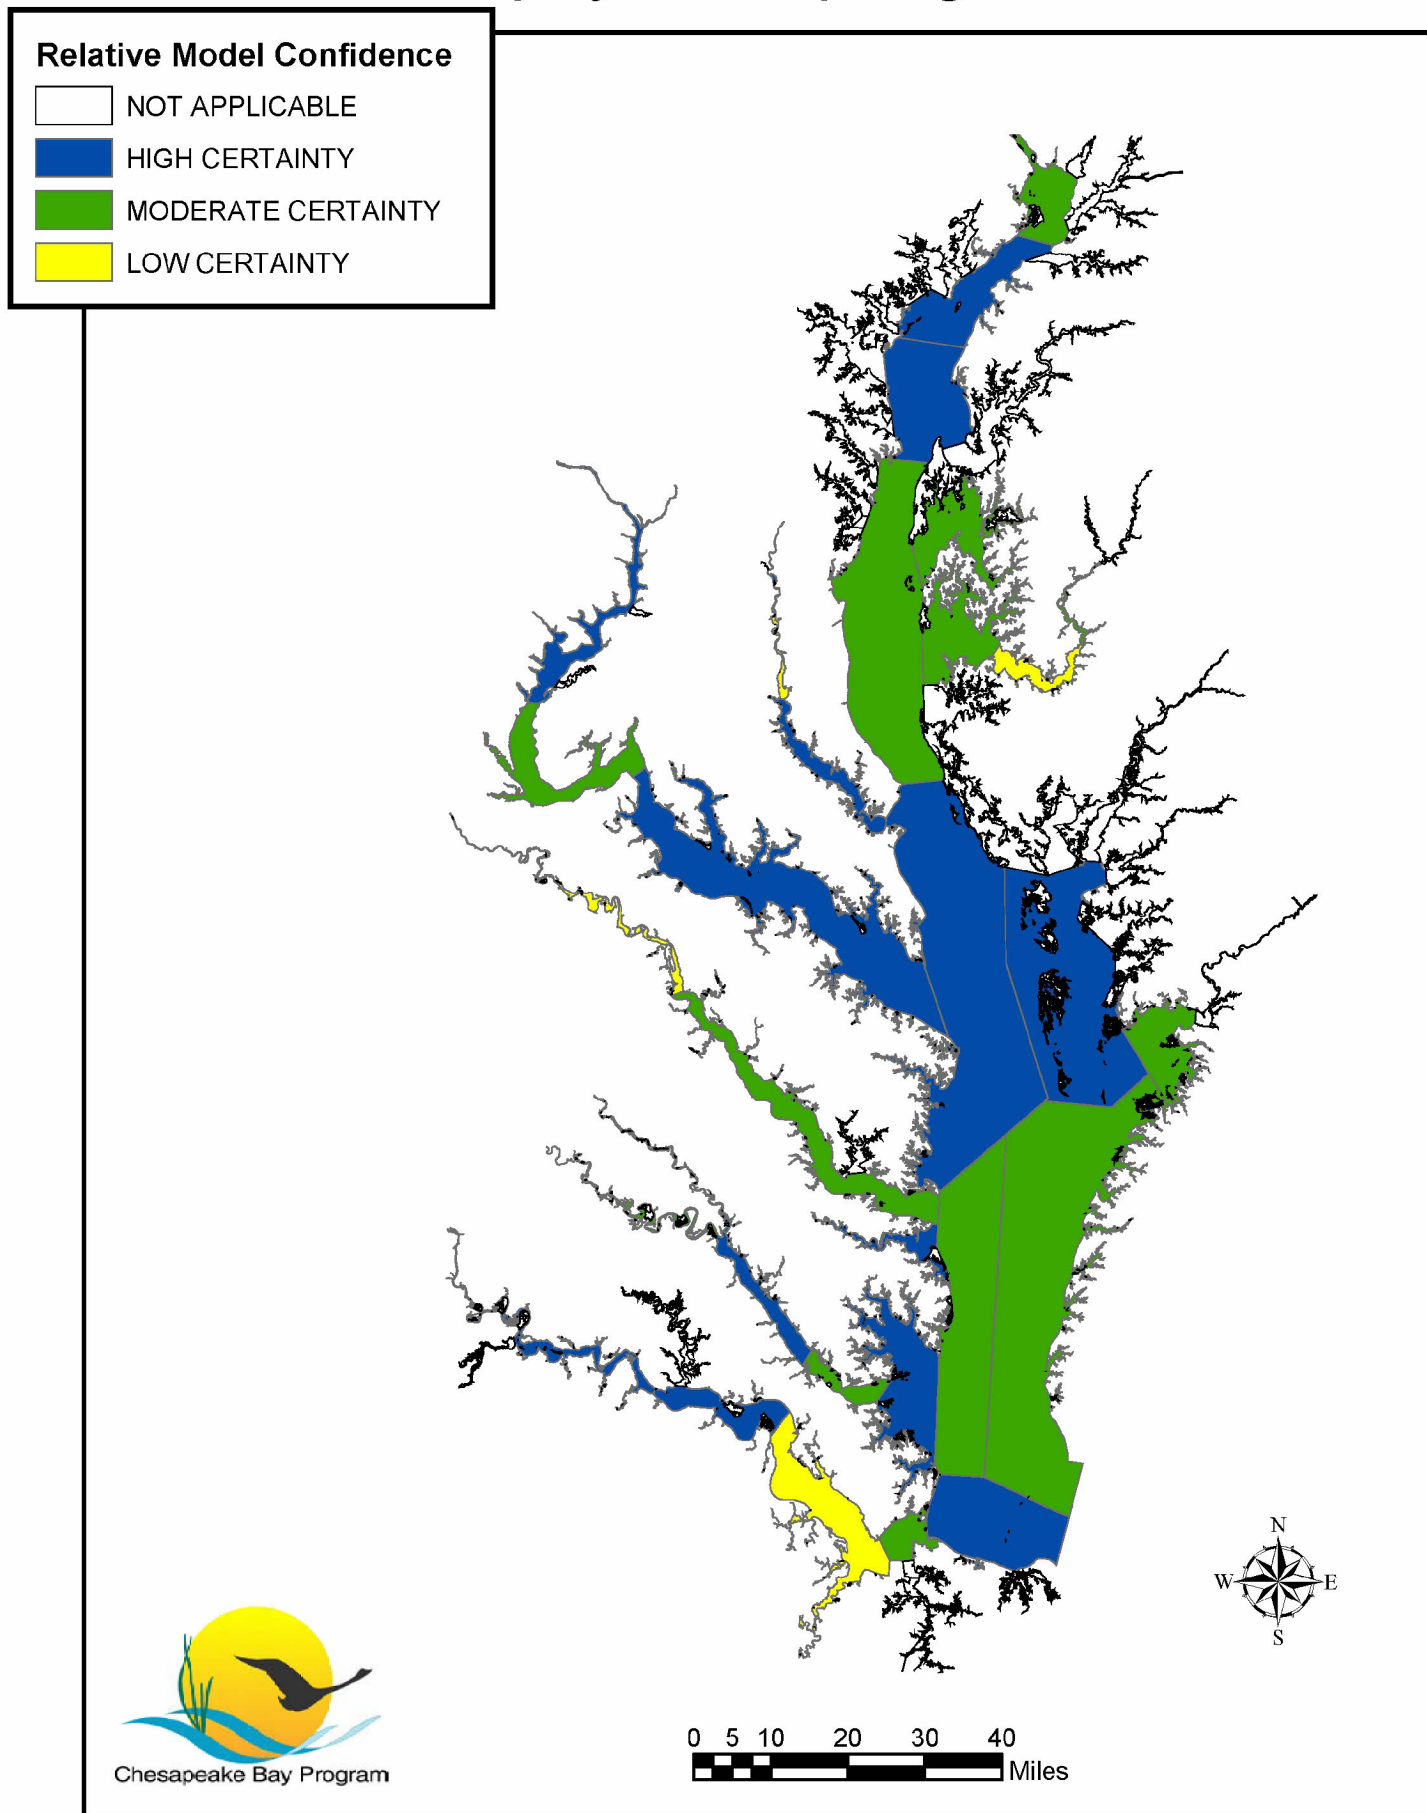 Relative Model Confidence
NOT APPLICABLE
HIGH CERTAINTY
MODERATE CERTAINTY
LOW CERTAINTY
N
W E
S
0 5 10 20 30 40
Miles
Chesapeake Bay Program